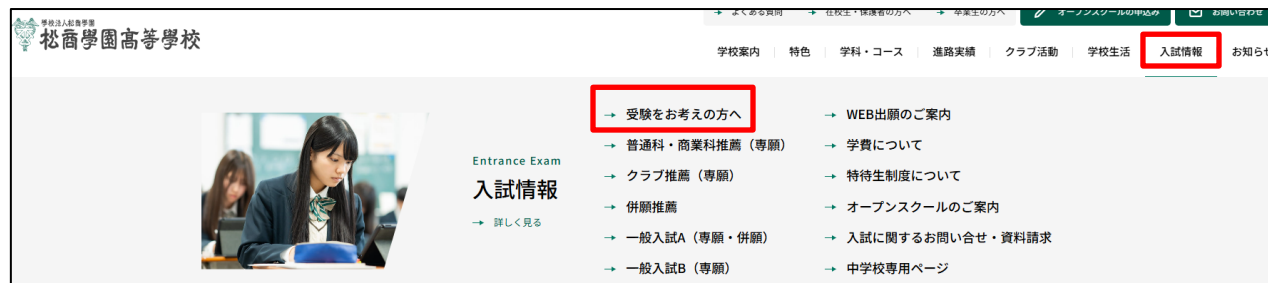 よくある質問 在校生・保護者の方へ 卒業生の方へ オープンスクールの申込み お問い合わせ
学校法人松商学園
松商學園高等學校
学校案内 特色 学科・コース 進路実績 クラブ活動 学校生活 入試情報 お知らせ
Entrance Exam
入試情報
→ 詳しく見る
→ 受験をお考えの方へ
→ 普通科・商業科推薦（専願）
→ クラブ推薦（専願）
→ 併願推薦
→ 一般入試A（専願・併願）
→ 一般入試B（専願）
→ WEB出願のご案内
→ 学費について
→ 特待生制度について
→ オープンスクールのご案内
→ 入試に関するお問い合せ・資料請求
→ 中学校専用ページ